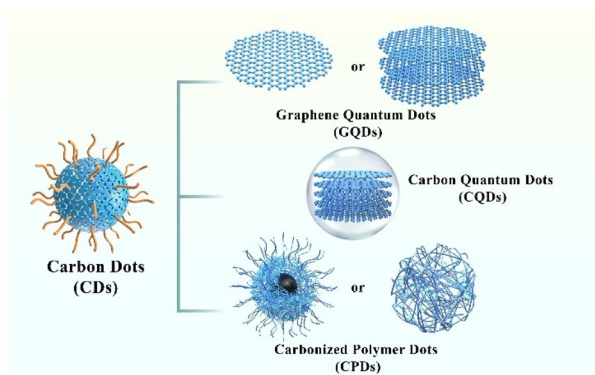 or
Graphene Quantum Dots
(GQDs)
Carbon Quantum Dots
(CQDs)
Carbon Dots
(CDs)
or
Carbonized Polymer Dots
(CPDs)